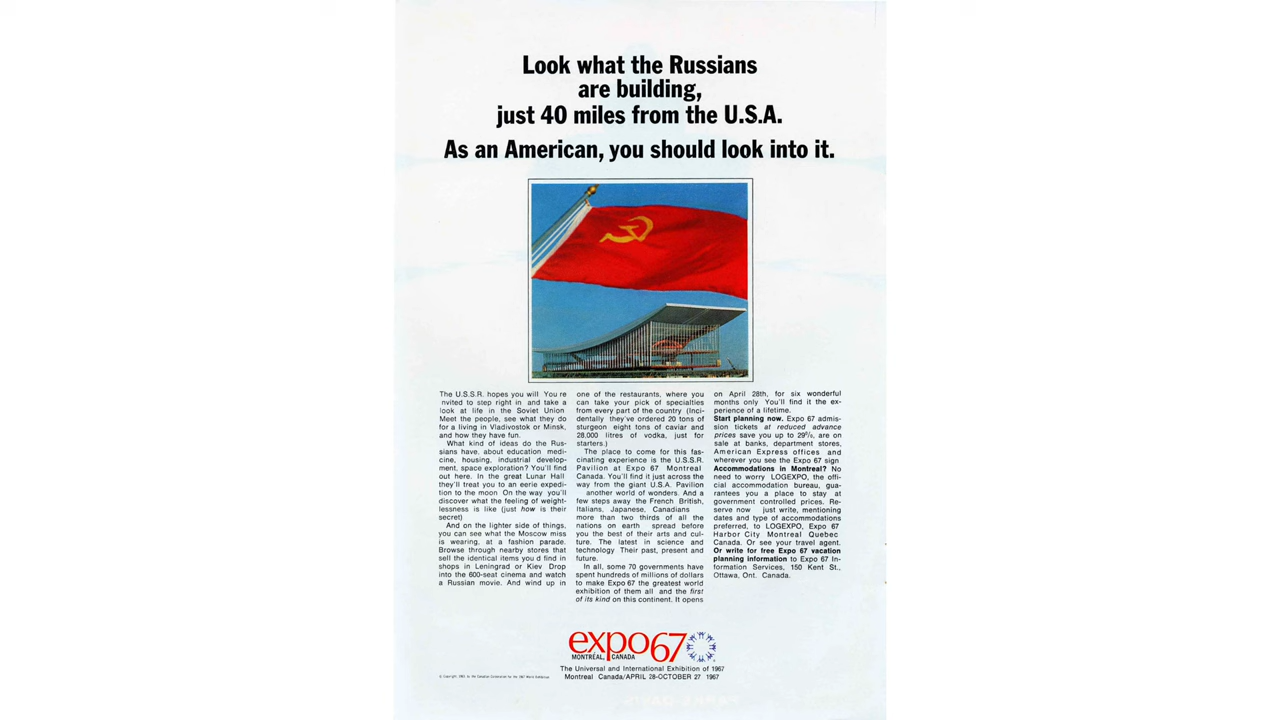 Look what the Russians
are building,
just 40 miles from the U.S.A.
As an American, you should look into it.
The U.S.S.R. hopes you will You re
nvited to step right in and take a
look at life in the Soviet Union
Meet the people, see what they do
for a living in Vladivostok or Minsk,
and how they have fun.
What kind of ideas do the Rus-
sians have, about education medi-
cine, housing, industrial develop-
ment, space exploration? You'll find
out here. In the great Lunar Hall
they'll treat you to an eerie expedi-
tion to the moon On the way you'll
discover what the feeling of weight-
lessness is like (just how is their
secret)
And on the lighter side of things,
you can see what the Moscow miss
is wearing, at a fashion parade.
Browse through nearby stores that
sell the identical items you d find in
shops in Leningrad or Kiev Drop
into the 600-seat cinema and watch
a Russian movie. And wind up in
one of the restaurants, where you
can take your pick of specialties
from every part of the country (Inci-
dentally they've ordered 20 tons of
sturgeon eight tons of caviar and
28,000 litres of vodka, just for
starters.)
The place to come for this fas-
cinating experience is the U.S.S.R.
Pavilion at Expo 67 Montreal
Canada. You'll find it just across the
way from the giant U.S.A. Pavilion
another world of wonders. And a
few steps away the French British,
Italians, Japanese, Canadians
more than two thirds of all the
nations on earth spread before
you the best of their arts and cul-
ture. The latest in science and
technology Their past, present and
future.
In all, some 70 governments have
spent hundreds of millions of dollars
to make Expo 67 the greatest world
exhibition of them all and the first
of its kind on this continent. It opens
on April 28th, for six wonderful
months only You'll find it the ex-
perience of a lifetime.
Start planning now. Expo 67 admis-
sion tickets at reduced advance
prices save you up to 29%, are on
sale at banks, department stores,
American Express offices and
wherever you see the Expo 67 sign
Accommodations in Montreal? No
need to worry LOGEXPO, the offi-
cial accommodation bureau, gua-
rantees you a place to stay at
government controlled prices. Re-
serve now just write, mentioning
dates and type of accommodations
preferred, to LOGEXPO, Expo 67
Harbor City Montreal Quebec
Canada. Or see your travel agent.
Or write for free Expo 67 vacation
planning information to Expo 67 In-
formation Services, 150 Kent St.,
Ottawa, Ont. Canada.
expo67
MONTRÉAL, CANADA
The Universal and International Exhibition of 1967
Montreal Canada/APRIL 28-OCTOBER 27 1967